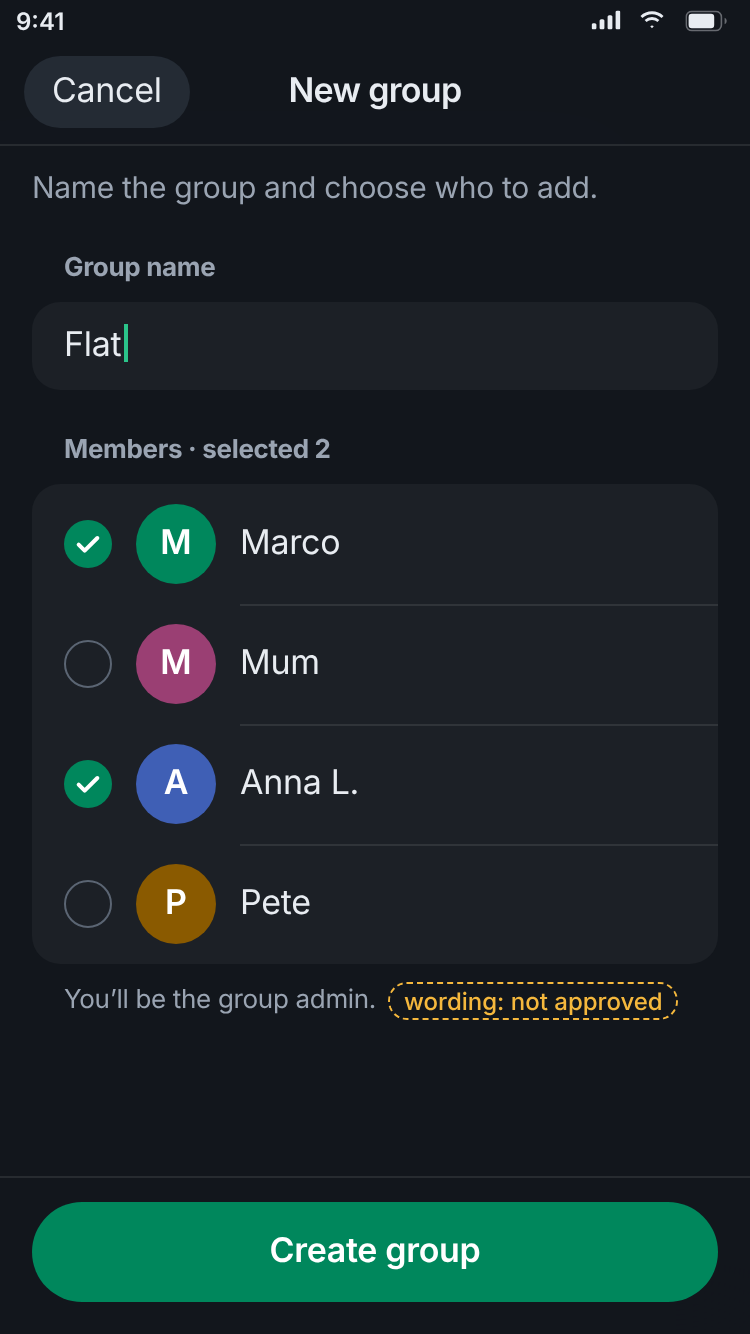 9:41
Cancel New group
Name the group and choose who to add.
Group name
Flat
Members · selected 2
M Marco
M Mum
A Anna L.
P Pete
You’ll be the group admin. wording: not approved
Create group